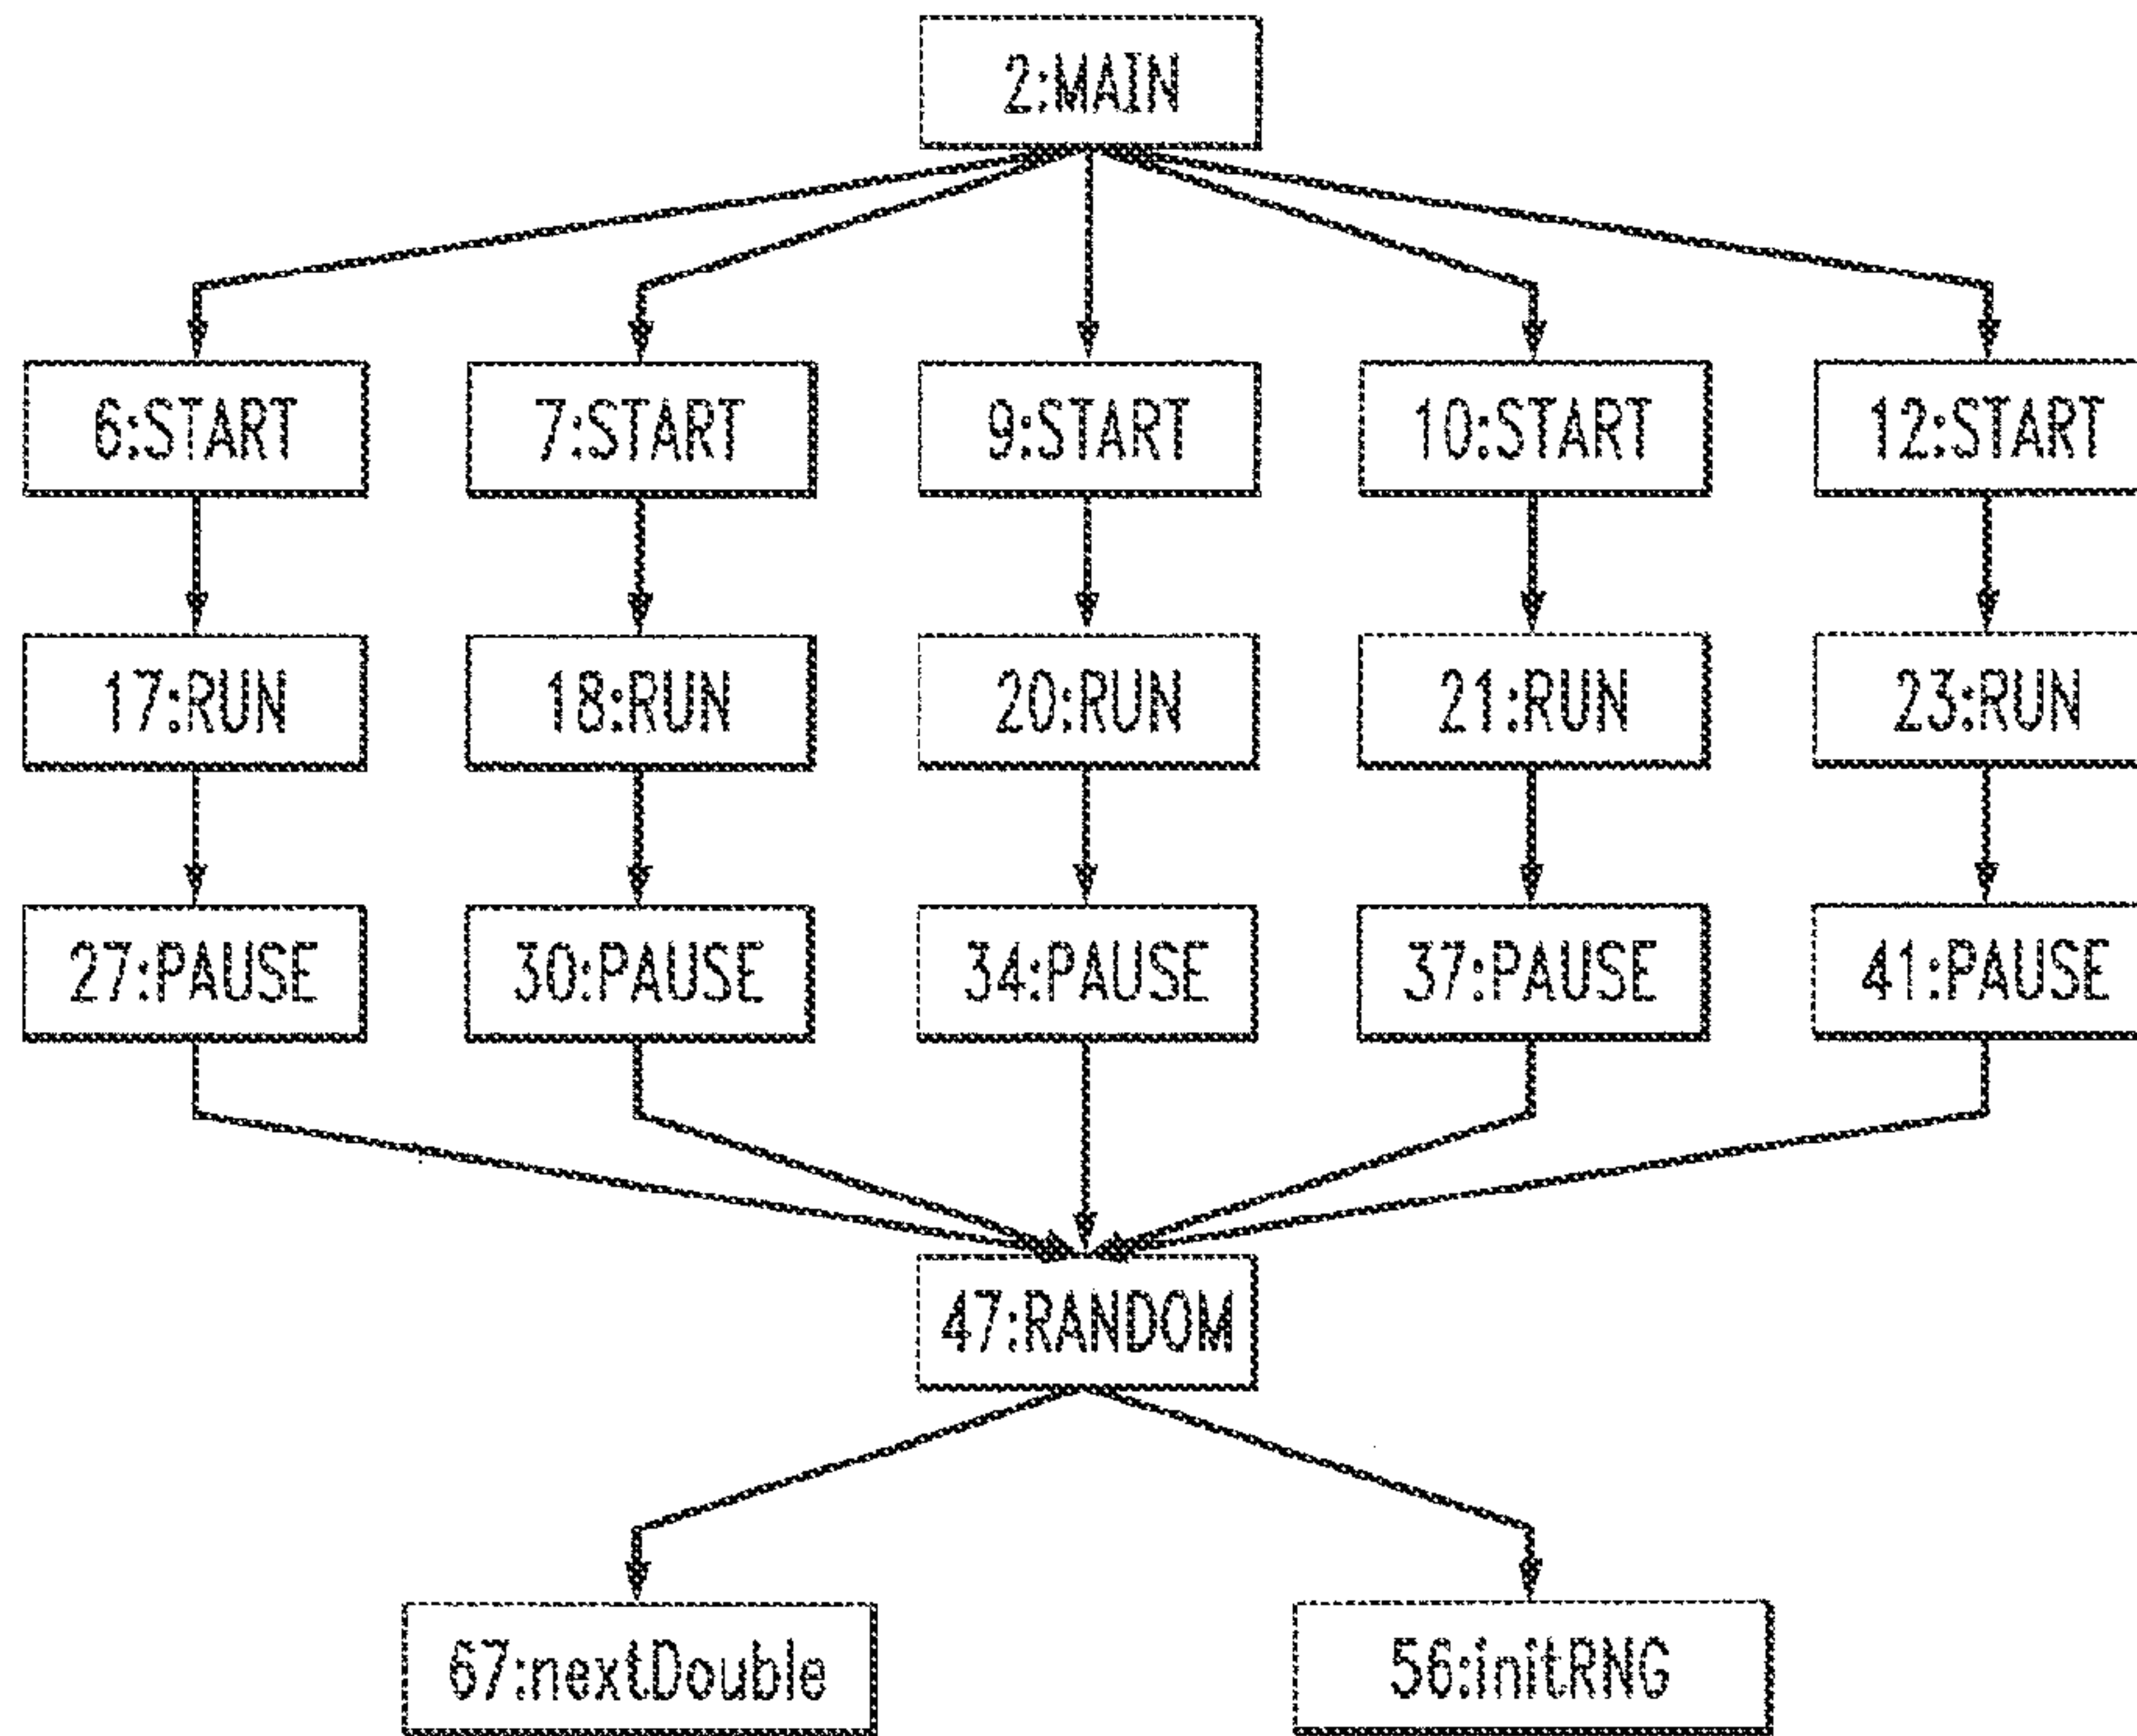 2:MAIN
6:START
7:START
9:START
10:START
12:START
17:RUN
18:RUN
20:RUN
21:RUN
23:RUN
27:PAUSE
30:PAUSE
34:PAUSE
37:PAUSE
41:PAUSE
47:RANDOM
67:nextDouble
56:initRNG